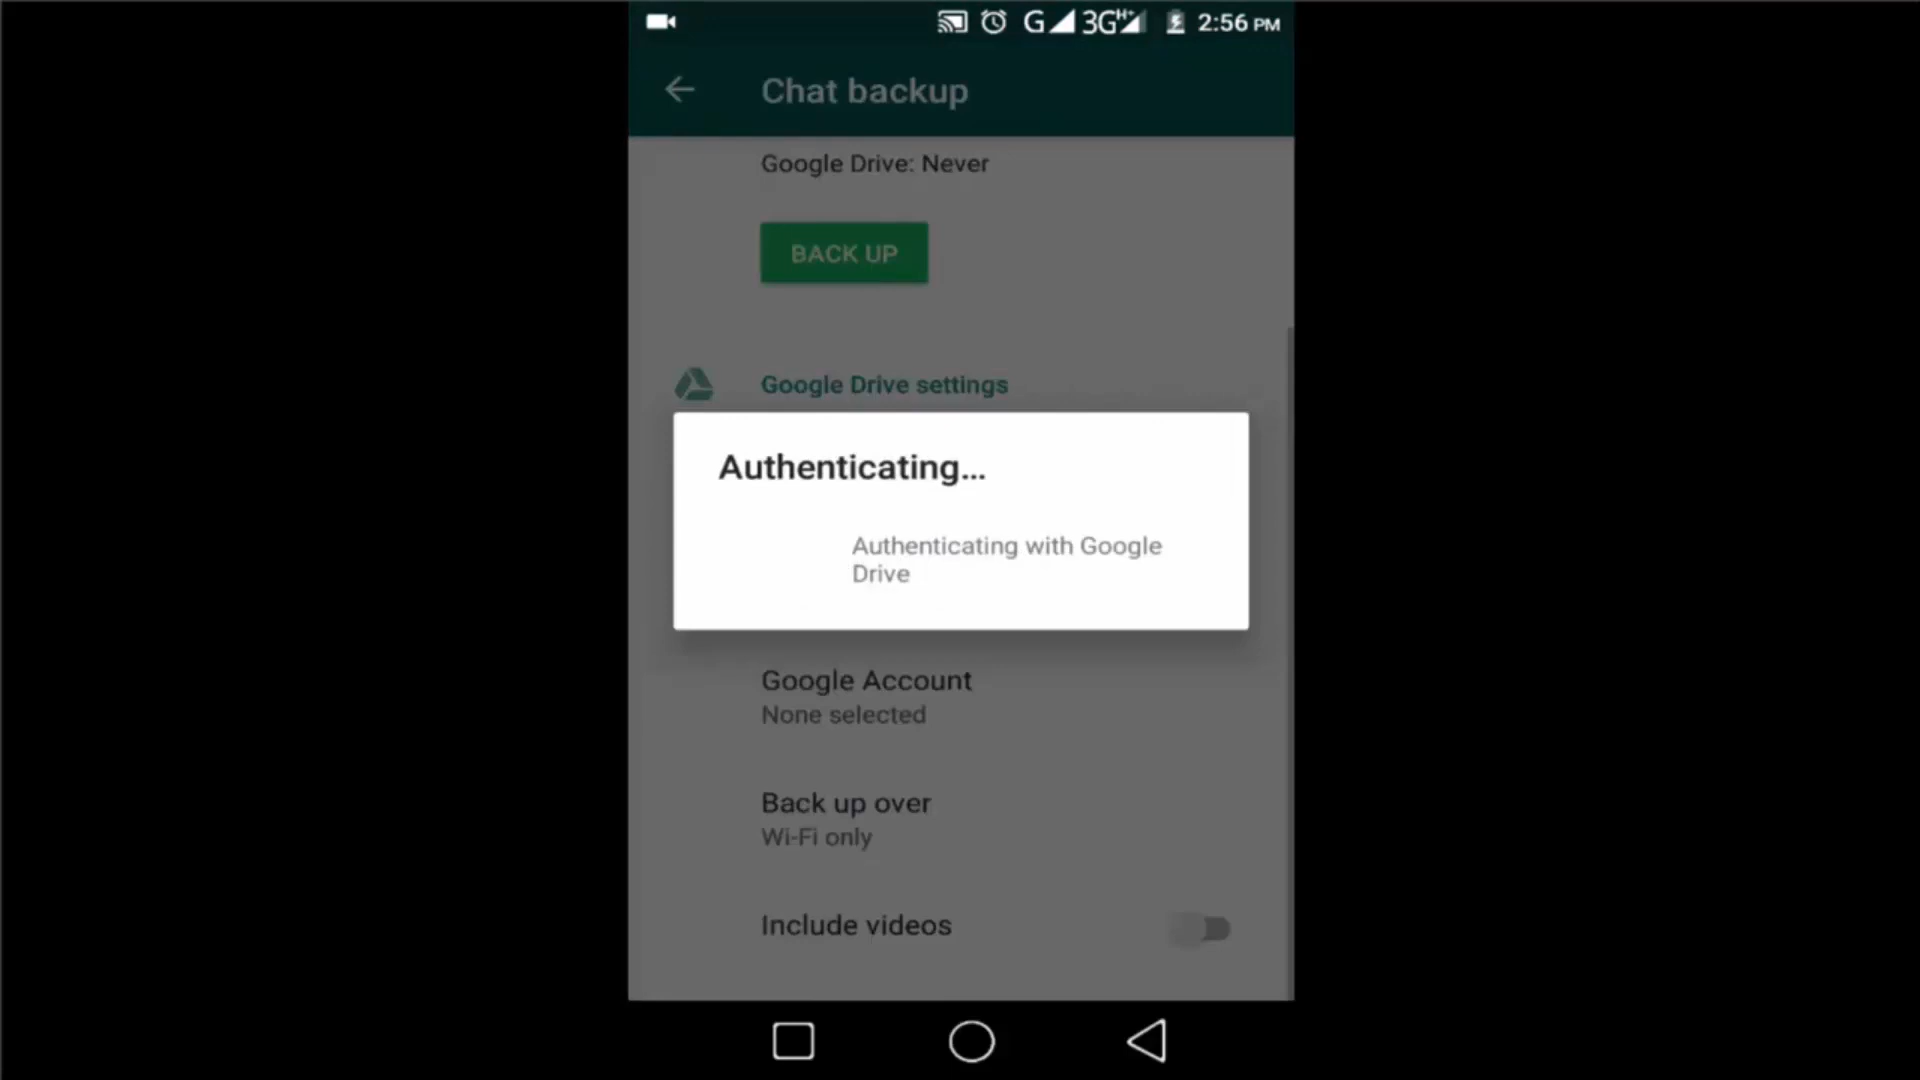 G 3G H+ 2:56 PM
Chat backup
Google Drive: Never
BACK UP
Google Drive settings
Authenticating...
Authenticating with Google
Drive
Google Account
None selected
Back up over
Wi-Fi only
Include videos